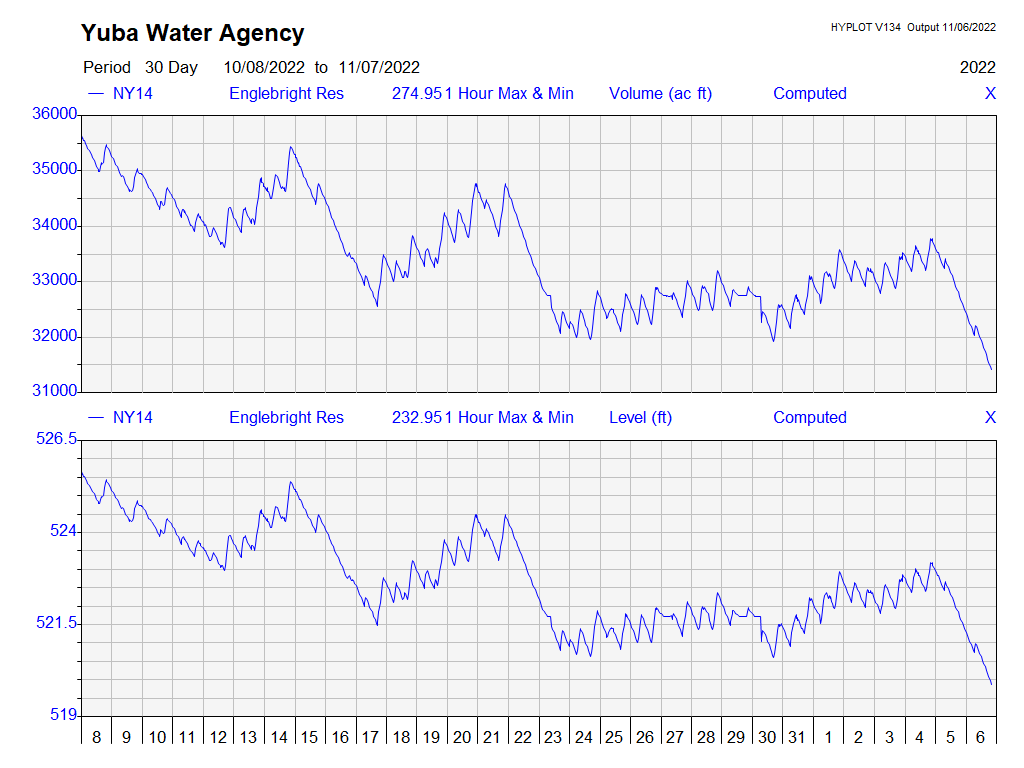 Yuba Water Agency
HYPLOT V134 Output 11/06/2022
Period 30 Day 10/08/2022 to 11/07/2022
2022
NY14 Englebright Res 274.951 Hour Max & Min Volume (ac ft) Computed X
36000
35000
34000
33000
32000
31000
NY14 Englebright Res 232.951 Hour Max & Min Level (ft) Computed X
526.5
524
521.5
519
8 9 10 11 12 13 14 15 16 17 18 19 20 21 22 23 24 25 26 27 28 29 30 31 1 2 3 4 5 6